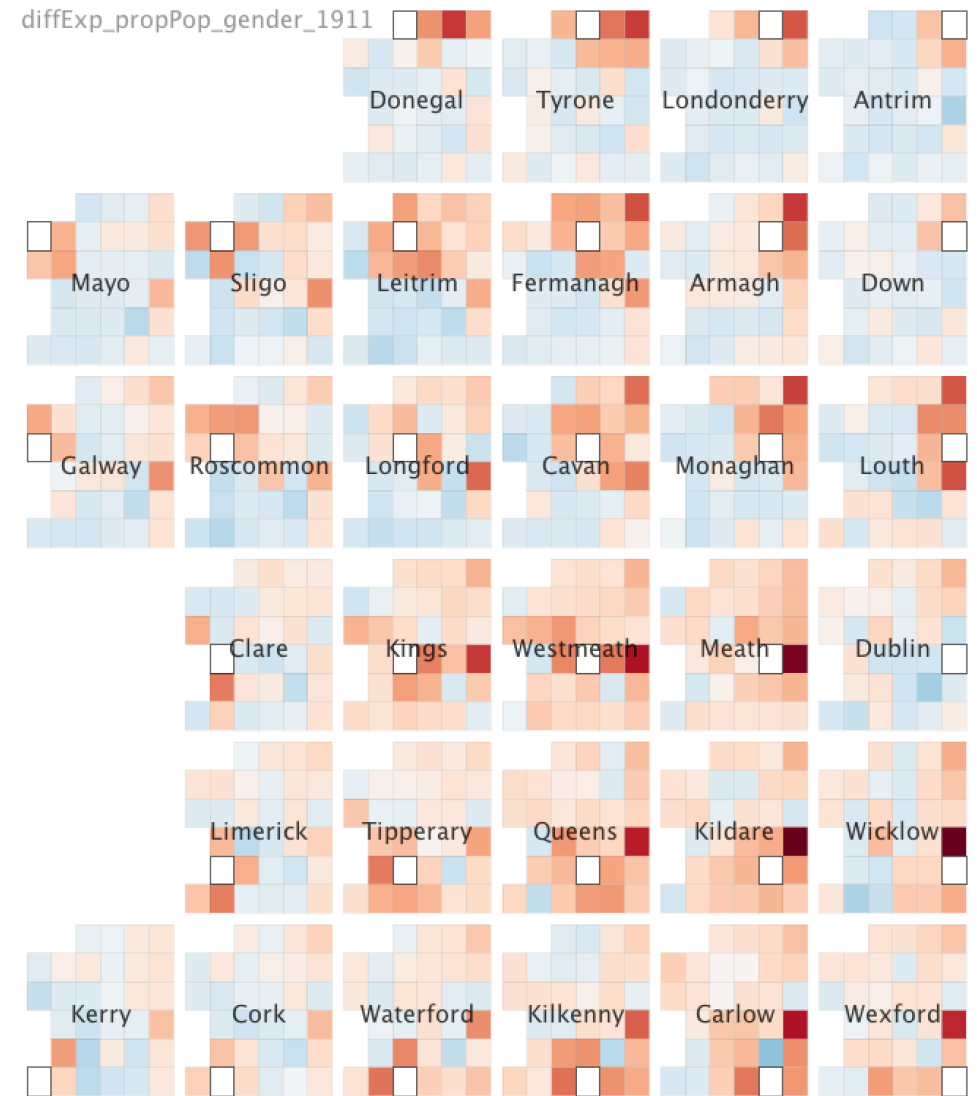 diffExp_propPop_gender_1911
Donegal Tyrone Londonderry Antrim
Mayo Sligo Leitrim Fermanagh Armagh Down
Galway Roscommon Longford Cavan Monaghan Louth
Clare Kings Westmeath Meath Dublin
Limerick Tipperary Queens Kildare Wicklow
Kerry Cork Waterford Kilkenny Carlow Wexford